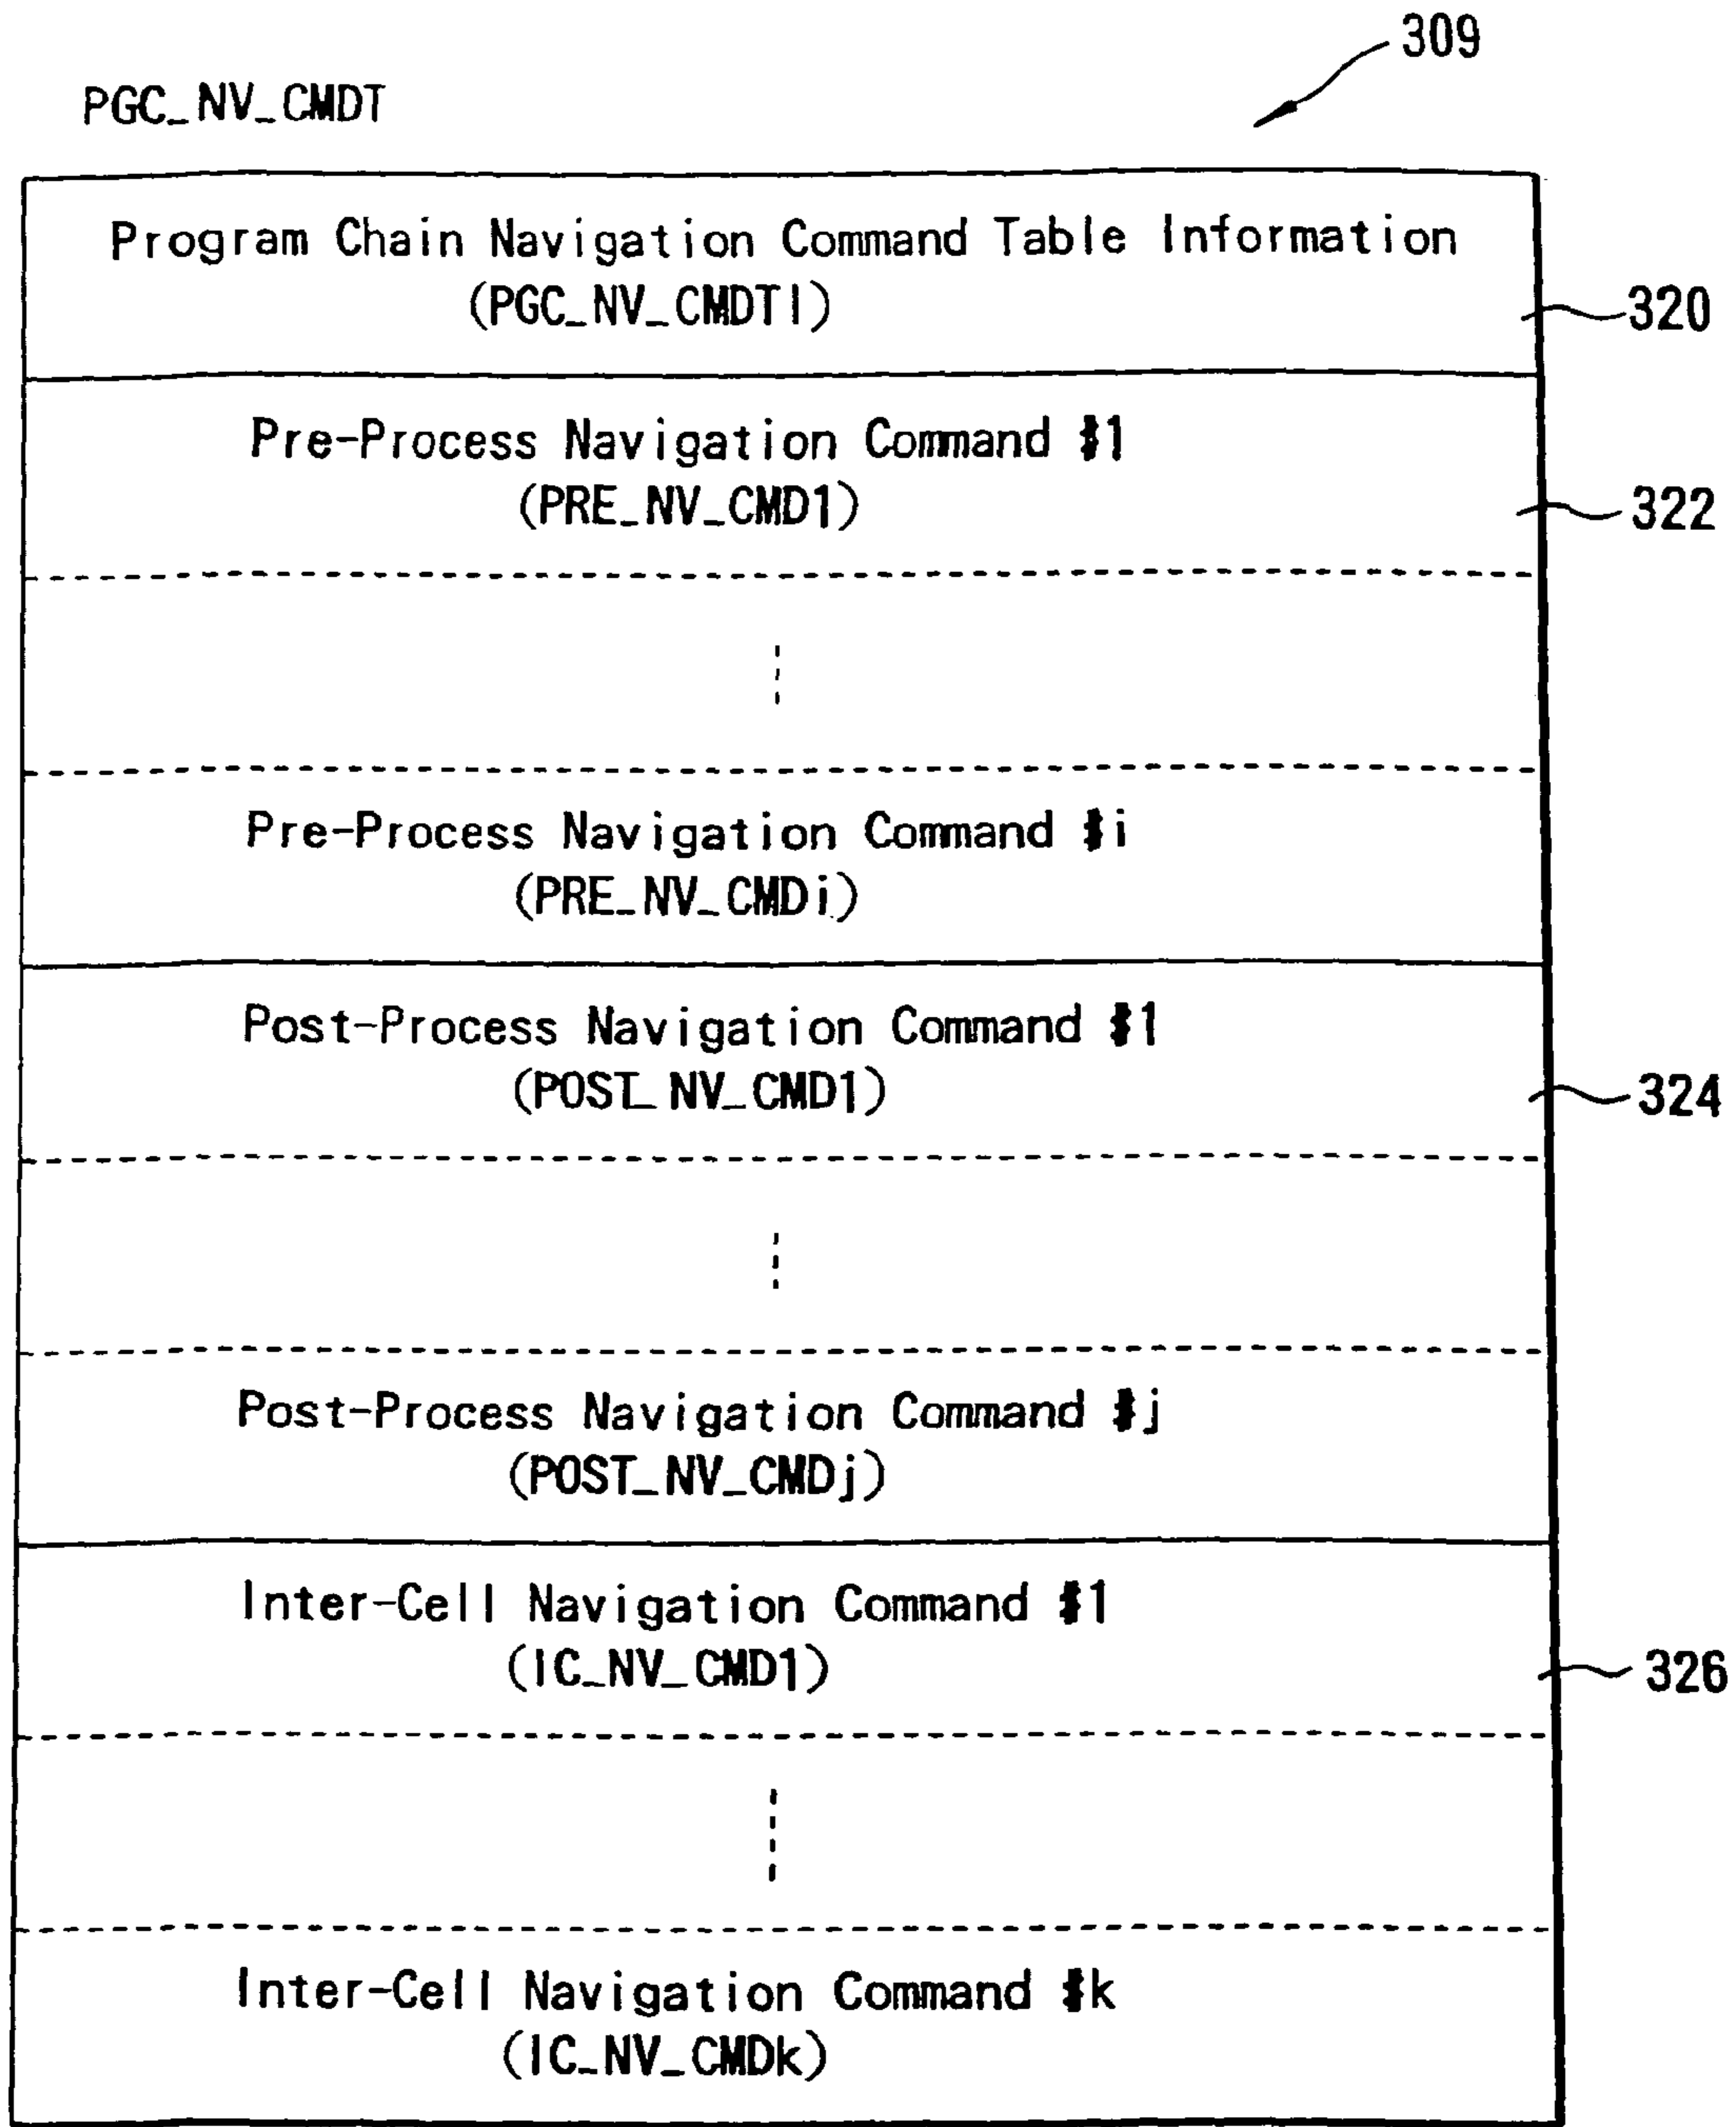 309
PGC_NV_CMDT
Program Chain Navigation Command Table Information
(PGC_NV_CMDTI)
320
Pre-Process Navigation Command #1
(PRE_NV_CMD1)
322
Pre-Process Navigation Command #i
(PRE_NV_CMDi)
Post-Process Navigation Command #1
(POST_NV_CMD1)
324
Post-Process Navigation Command #j
(POST_NV_CMDj)
Inter-Cell Navigation Command #1
(IC_NV_CMD1)
326
Inter-Cell Navigation Command #k
(IC_NV_CMDk)